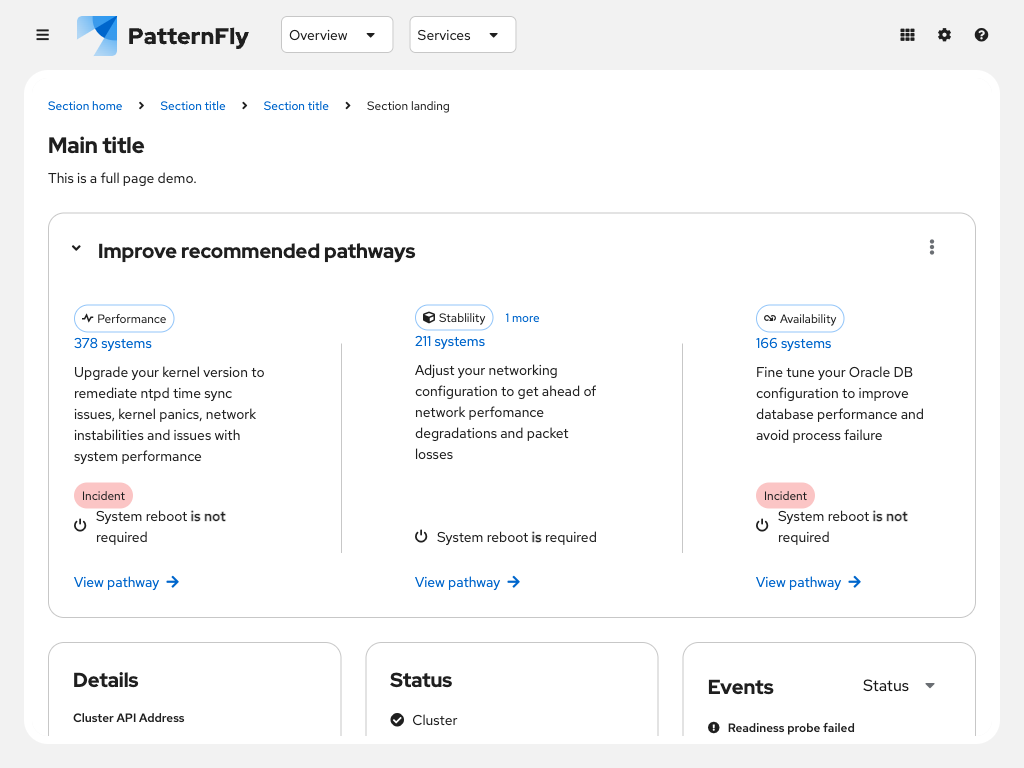 PatternFly
Overview
Services
Section home
Section title
Section title
Section landing
Main title
This is a full page demo.
Improve recommended pathways
Performance
378 systems
Upgrade your kernel version to
remediate ntpd time sync
issues, kernel panics, network
instabilities and issues with
system performance
Incident
System reboot is not
required
View pathway
Stablility
1 more
211 systems
Adjust your networking
configuration to get ahead of
network perfomance
degradations and packet
losses
System reboot is required
View pathway
Availability
166 systems
Fine tune your Oracle DB
configuration to improve
database performance and
avoid process failure
Incident
System reboot is not
required
View pathway
Details
Cluster API Address
Status
Cluster
Events
Status
Readiness probe failed